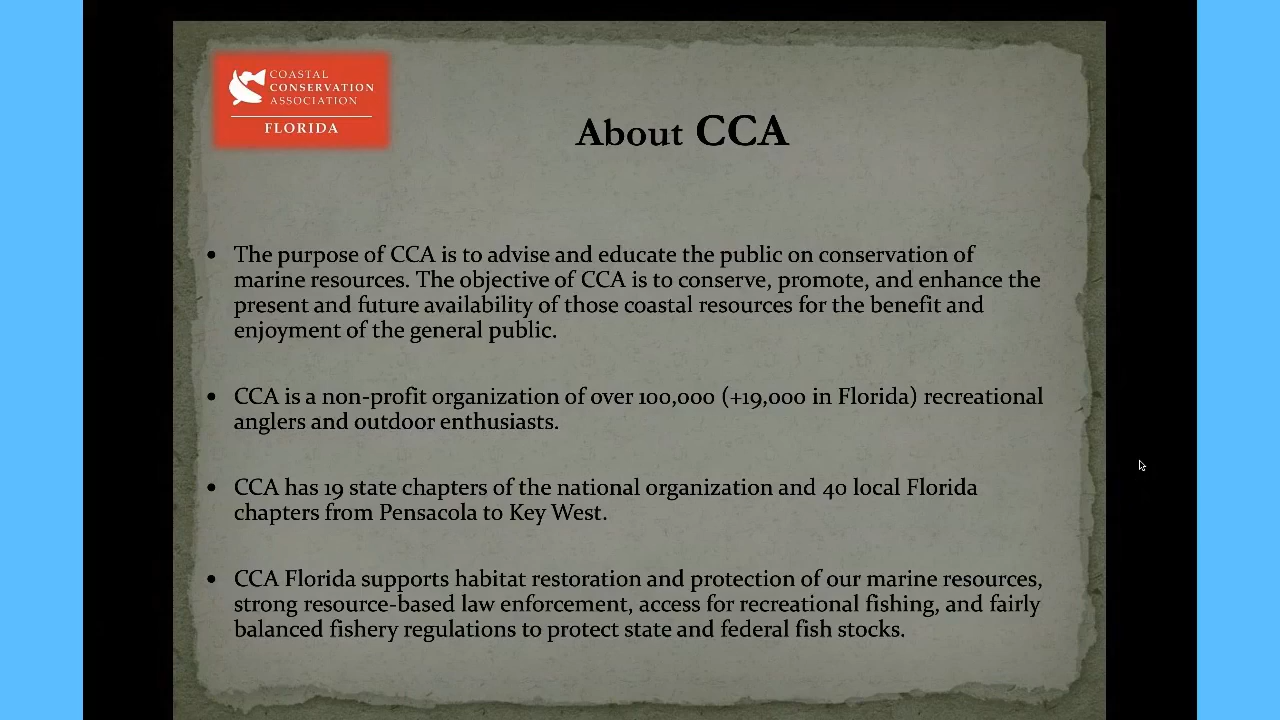 COASTAL
CONSERVATION
ASSOCIATION
FLORIDA
About CCA
• The purpose of CCA is to advise and educate the public on conservation of
marine resources. The objective of CCA is to conserve, promote, and enhance the
present and future availability of those coastal resources for the benefit and
enjoyment of the general public.
• CCA is a non-profit organization of over 100,000 (+19,000 in Florida) recreational
anglers and outdoor enthusiasts.
• CCA has 19 state chapters of the national organization and 40 local Florida
chapters from Pensacola to Key West.
• CCA Florida supports habitat restoration and protection of our marine resources,
strong resource-based law enforcement, access for recreational fishing, and fairly
balanced fishery regulations to protect state and federal fish stocks.